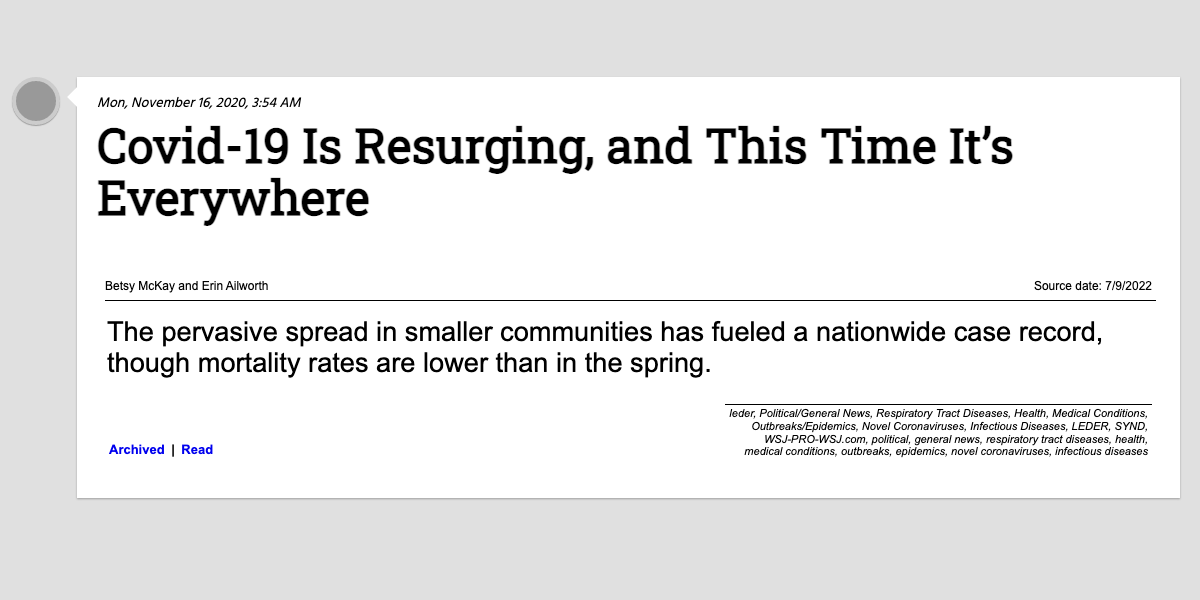 Mon, November 16, 2020, 3:54 AM
Covid-19 Is Resurging, and This Time It’s
Everywhere
Betsy McKay and Erin Ailworth
Source date: 7/9/2022
The pervasive spread in smaller communities has fueled a nationwide case record,
though mortality rates are lower than in the spring.
leder, Political/General News, Respiratory Tract Diseases, Health, Medical Conditions,
Outbreaks/Epidemics, Novel Coronaviruses, Infectious Diseases, LEDER, SYND,
WSJ-PRO-WSJ.com, political, general news, respiratory tract diseases, health,
medical conditions, outbreaks, epidemics, novel coronaviruses, infectious diseases
Archived | Read